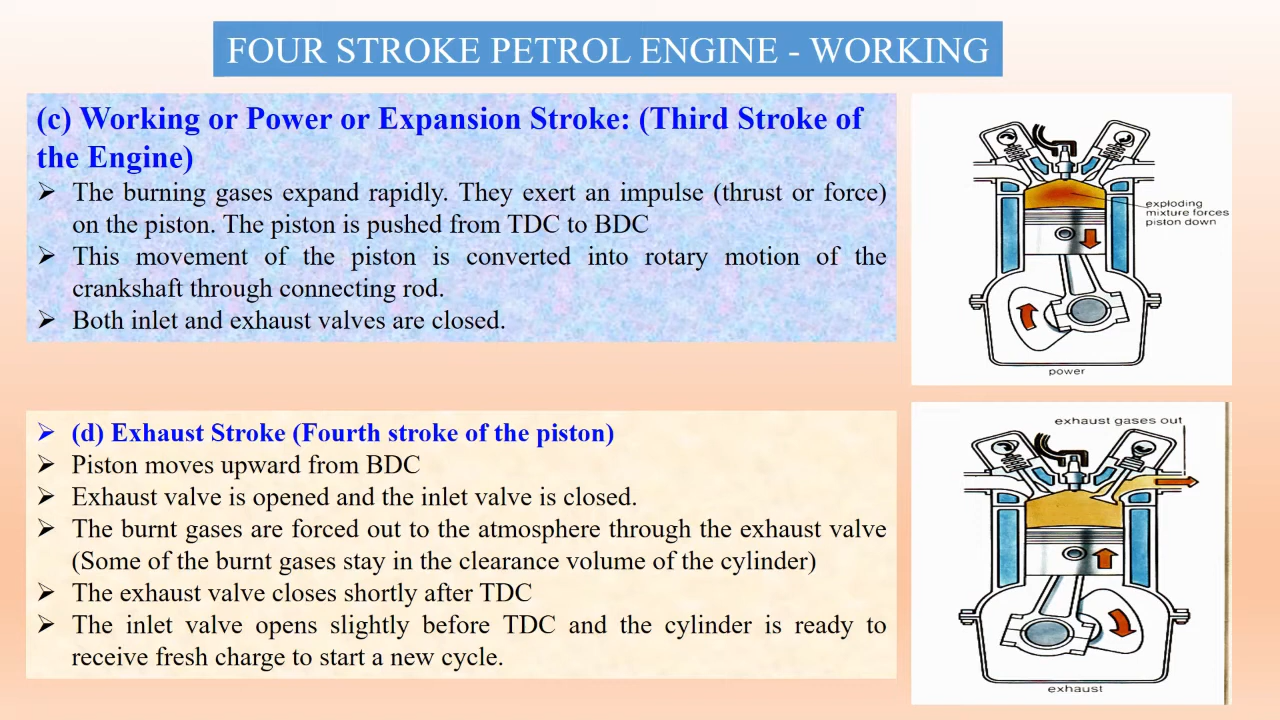 FOUR STROKE PETROL ENGINE - WORKING
(c) Working or Power or Expansion Stroke: (Third Stroke of
the Engine)
➢ The burning gases expand rapidly. They exert an impulse (thrust or force)
on the piston. The piston is pushed from TDC to BDC
➢ This movement of the piston is converted into rotary motion of the
crankshaft through connecting rod.
➢ Both inlet and exhaust valves are closed.
exploding
mixture forces
piston down
power
➢ (d) Exhaust Stroke (Fourth stroke of the piston)
➢ Piston moves upward from BDC
➢ Exhaust valve is opened and the inlet valve is closed.
➢ The burnt gases are forced out to the atmosphere through the exhaust valve
(Some of the burnt gases stay in the clearance volume of the cylinder)
➢ The exhaust valve closes shortly after TDC
➢ The inlet valve opens slightly before TDC and the cylinder is ready to
receive fresh charge to start a new cycle.
exhaust gases out
exhaust